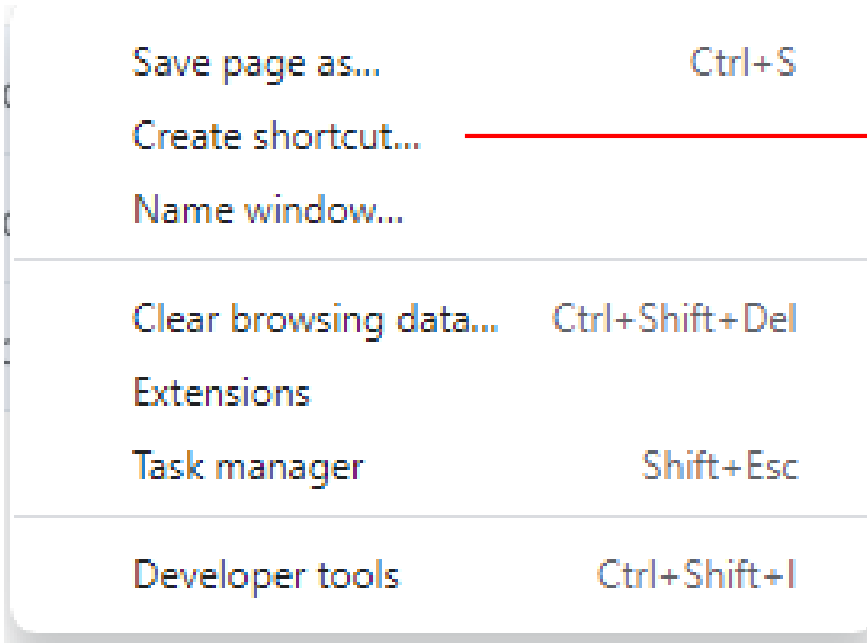 Save page as... Ctrl+S
Create shortcut...
Name window...
Clear browsing data... Ctrl+Shift+Del
Extensions
Task manager Shift+Esc
Developer tools Ctrl+Shift+I